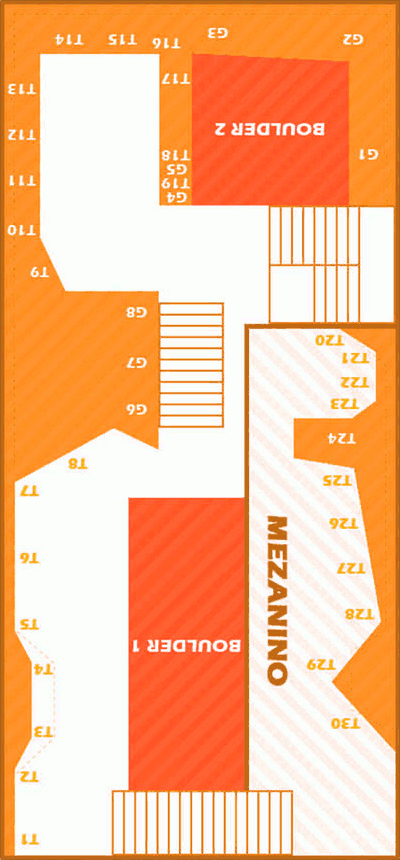 T14
T15
T16
G3
G2
T13
T17
T12
BOULDER 2
T18
G5
G1
T11
T19
G4
T10
T9
G8
T20
T21
G7
T22
T23
G6
T24
T8
T7
T25
T26
T6
T27
MEZANINO
T5
T28
BOULDER 1
T4
T29
T3
T30
T2
T1